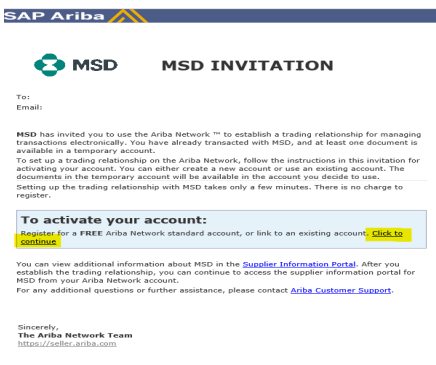 SAP Ariba
MSD MSD INVITATION
To:
Email:
MSD has invited you to use the Ariba Network ™ to establish a trading relationship for managing
transactions electronically. You have already transacted with MSD, and at least one document is
available in a temporary account.
To set up a trading relationship on the Ariba Network, follow the instructions in this invitation for
activating your account. You can either create a new account or use an existing account. The
documents in the temporary account will be available in the account you decide to use.
Setting up the trading relationship with MSD takes only a few minutes. There is no charge to
register.
To activate your account:
Register for a FREE Ariba Network standard account, or link to an existing account. Click to
continue
You can view additional information about MSD in the Supplier Information Portal. After you
establish the trading relationship, you can continue to access the supplier information portal for
MSD from your Ariba Network account.
For any additional questions or further assistance, please contact Ariba Customer Support.
Sincerely,
The Ariba Network Team
https://seller.ariba.com